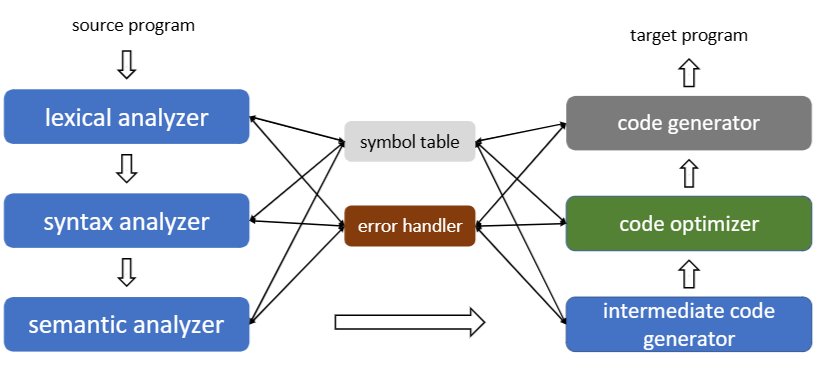 source program
lexical analyzer
syntax analyzer
semantic analyzer
symbol table
error handler
target program
code generator
code optimizer
intermediate code
generator